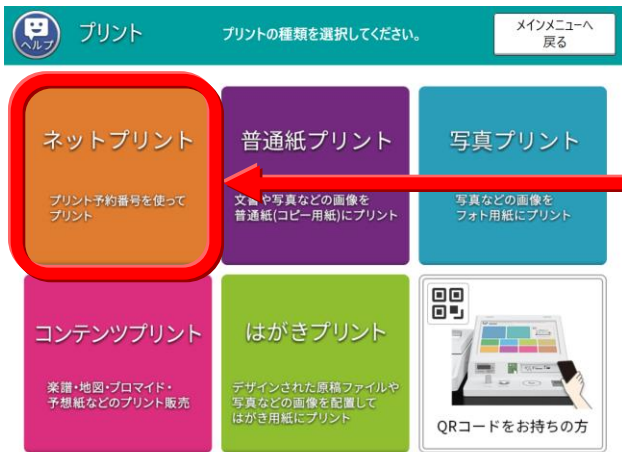 ヘルプ
プリント
プリントの種類を選択してください。
メインメニューへ
戻る
ネットプリント
プリント予約番号を使って
プリント
普通紙プリント
文書や写真などの画像を
普通紙(コピー用紙)にプリント
写真プリント
写真などの画像を
フォト用紙にプリント
コンテンツプリント
楽譜・地図・ブロマイド・
予想紙などのプリント販売
はがきプリント
デザインされた原稿ファイルや
写真などの画像を配置して
はがき用紙にプリント
QRコードをお持ちの方